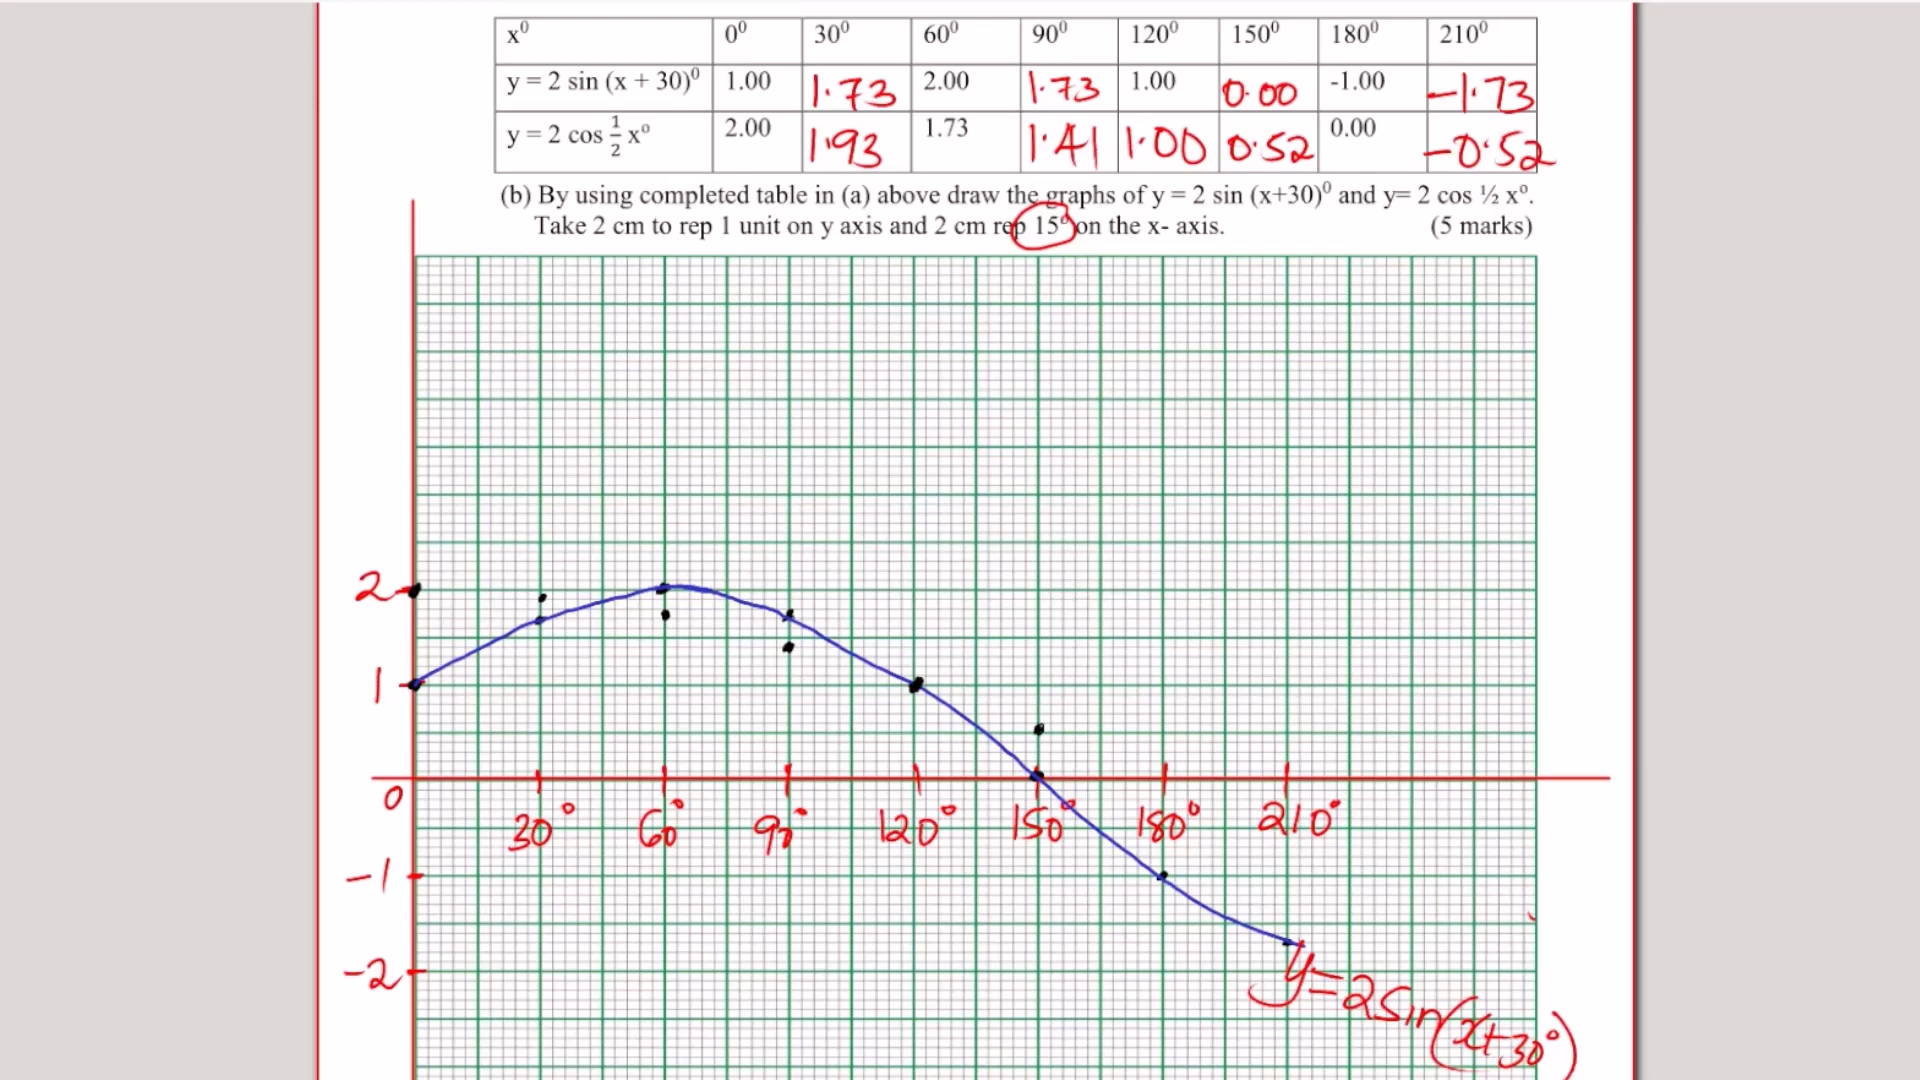 x⁰ 0⁰ 30⁰ 60⁰ 90⁰ 120⁰ 150⁰ 180⁰ 210⁰
y = 2 sin (x + 30)⁰ 1.00 1.73 2.00 1.73 1.00 0.00 -1.00 -1.73
y = 2 cos ½ x⁰ 2.00 1.93 1.73 1.41 1.00 0.52 0.00 -0.52
(b) By using completed table in (a) above draw the graphs of y = 2 sin (x+30)⁰ and y= 2 cos ½ x⁰.
Take 2 cm to rep 1 unit on y axis and 2 cm rep 15⁰ on the x- axis. (5 marks)
2
1
0
30° 60° 90° 120° 150° 180° 210°
-1
-2
y=2sin(x+30°)